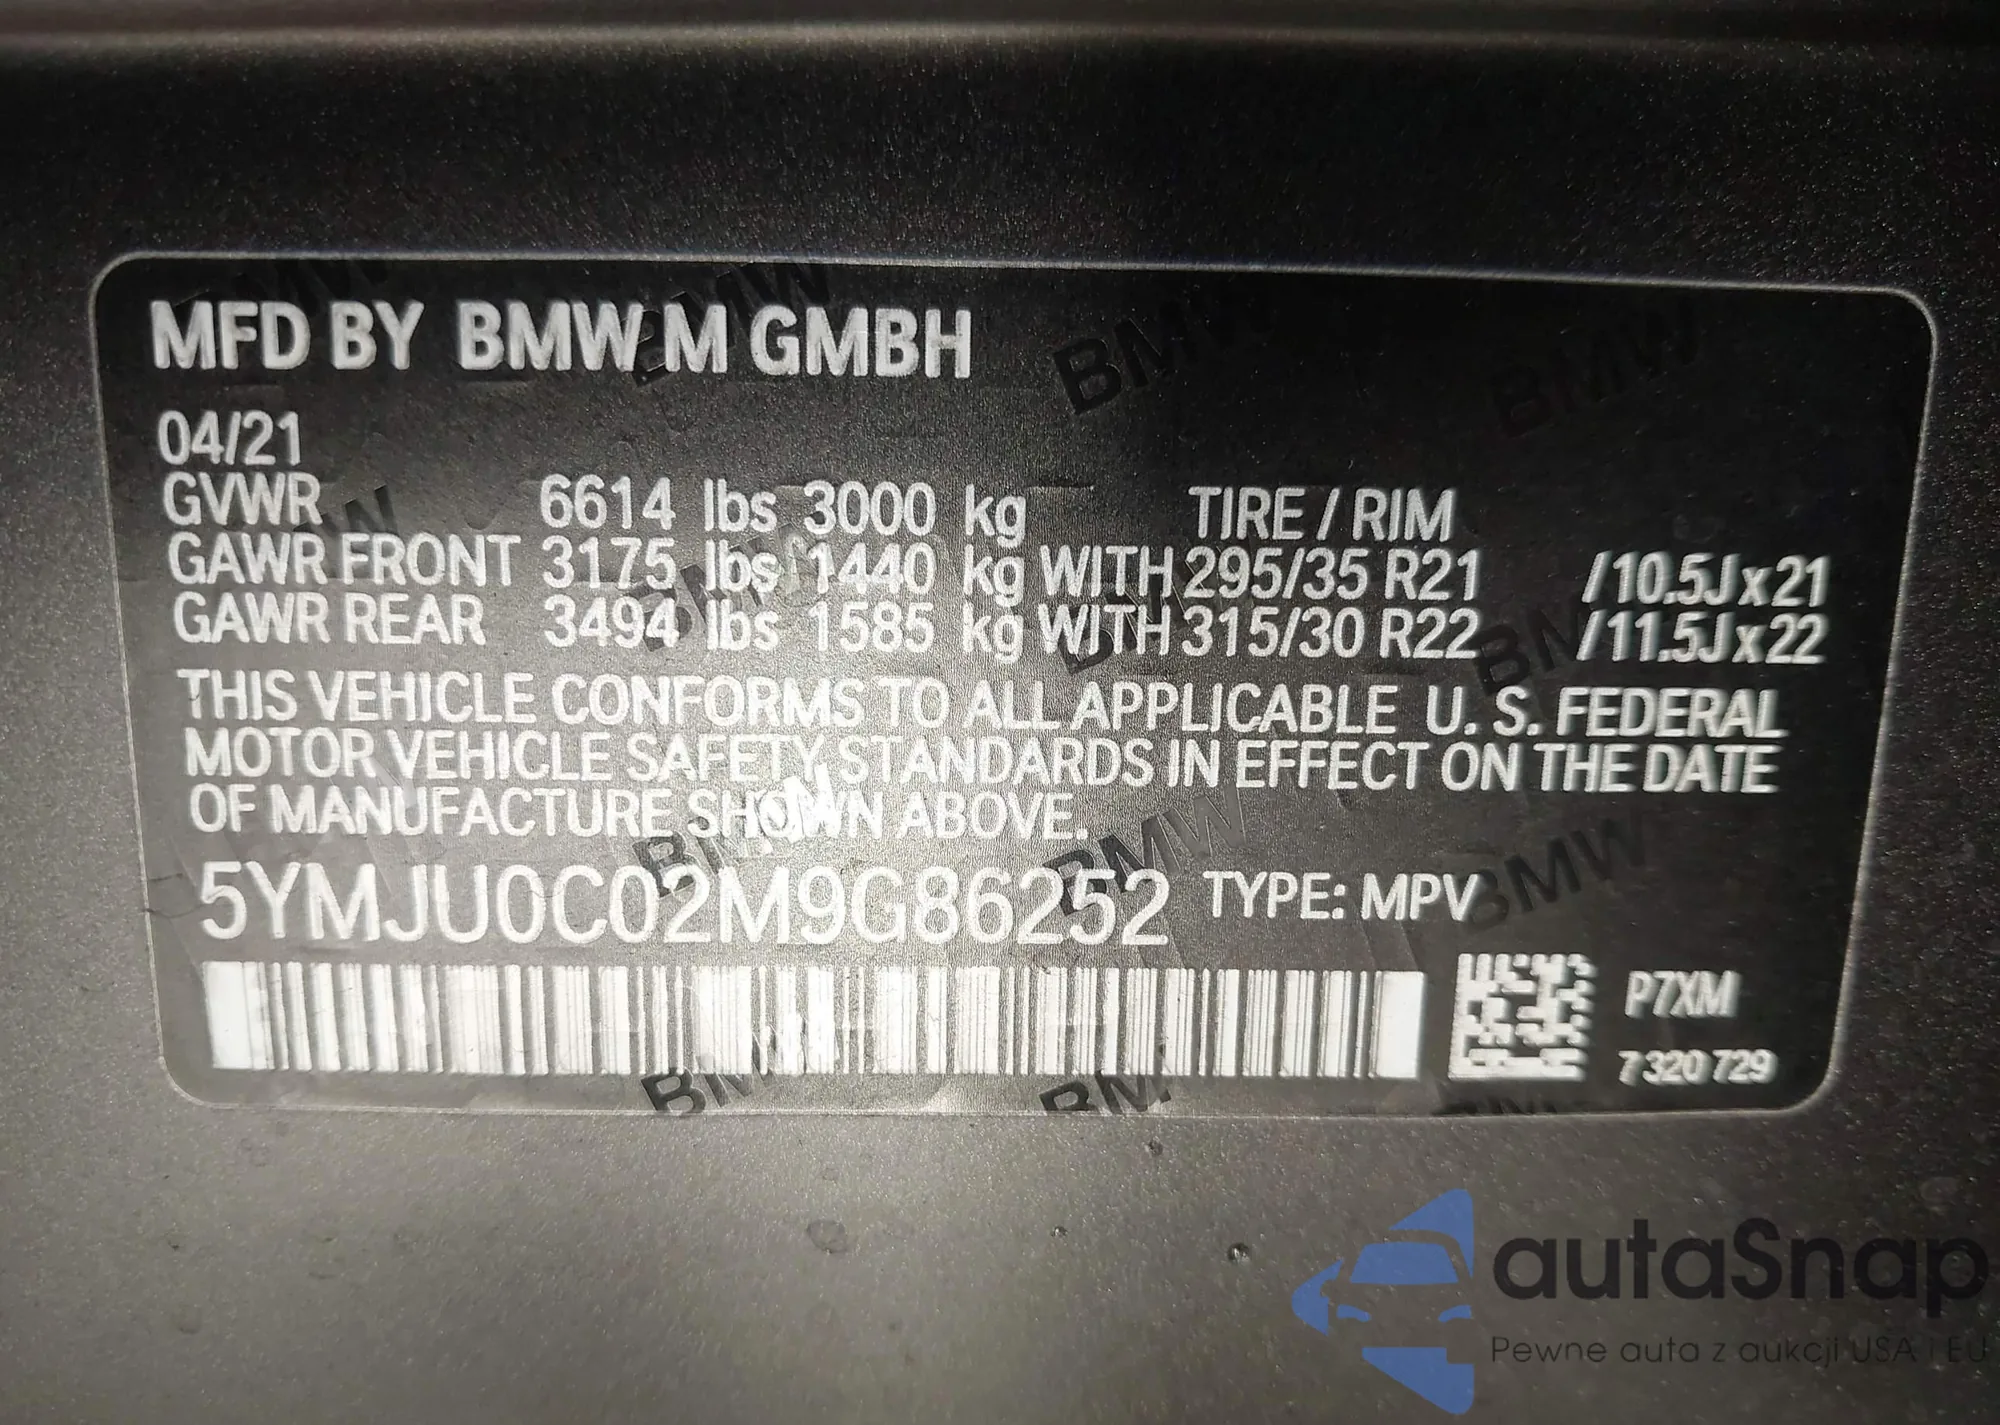 MFD BY BMW M GMBH
04/21
GVWR 6614 lbs 3000 kg TIRE / RIM
GAWR FRONT 3175 lbs 1440 kg WITH 295/35 R21 /10.5J x 21
GAWR REAR 3494 lbs 1585 kg WITH 315/30 R22 /11.5J x 22
THIS VEHICLE CONFORMS TO ALL APPLICABLE U. S. FEDERAL
MOTOR VEHICLE SAFETY STANDARDS IN EFFECT ON THE DATE
OF MANUFACTURE SHOWN ABOVE.
5YMJU0C02M9G86252 TYPE: MPV
P7XM
7 320 729
autaSnap
Pewne auta z aukcji USA i EU